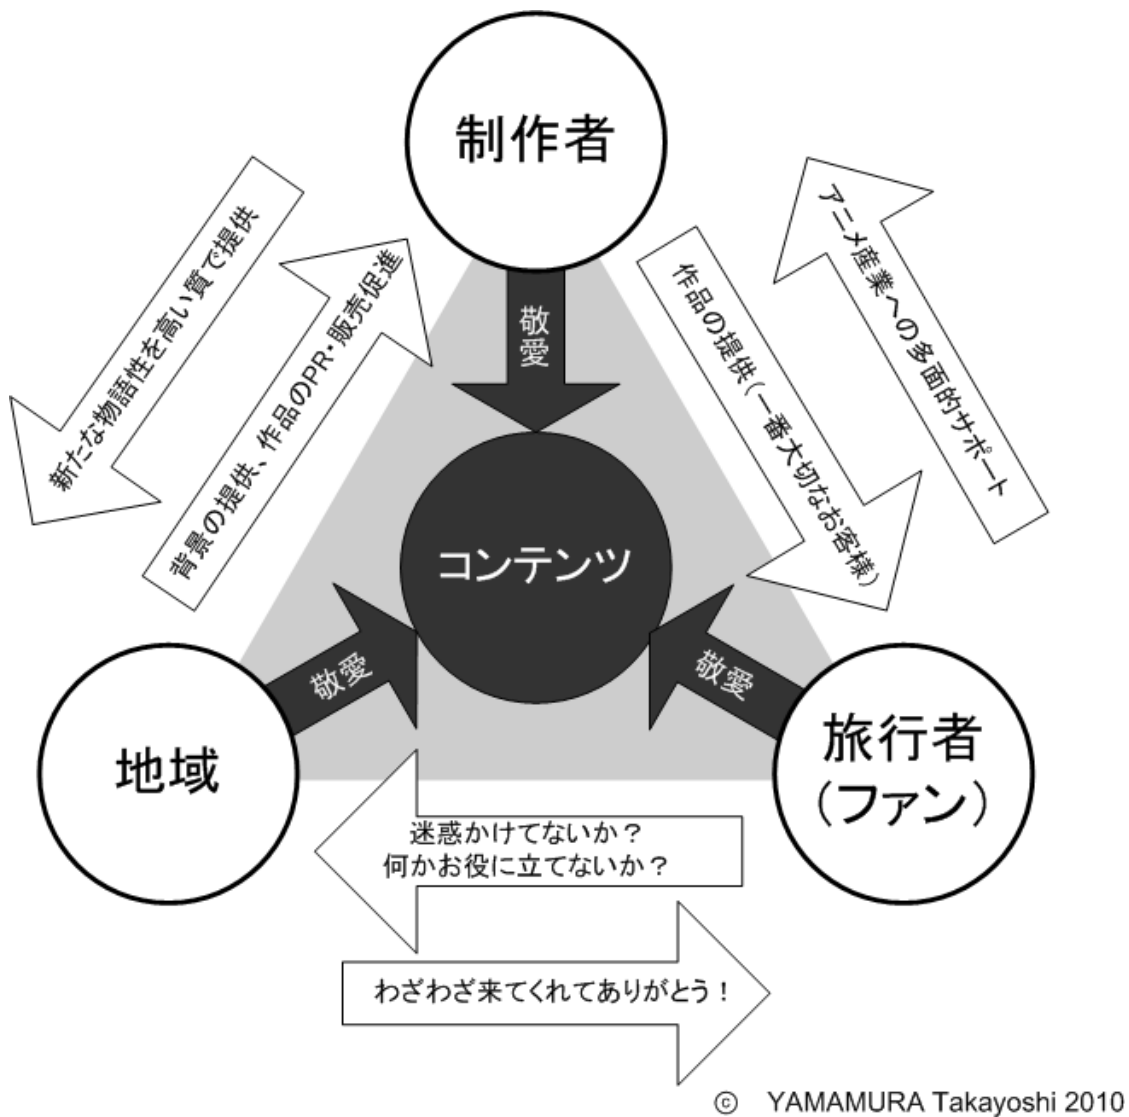 制作者
新たな物語性を高い質で提供
背景の提供、作品のPR・販売促進
敬愛
作品の提供(一番大切なお客様)
アニメ産業への多面的サポート
コンテンツ
敬愛
敬愛
地域
旅行者
(ファン)
迷惑かけてないか?
何かお役に立てないか?
わざわざ来てくれてありがとう!
© YAMAMURA Takayoshi 2010